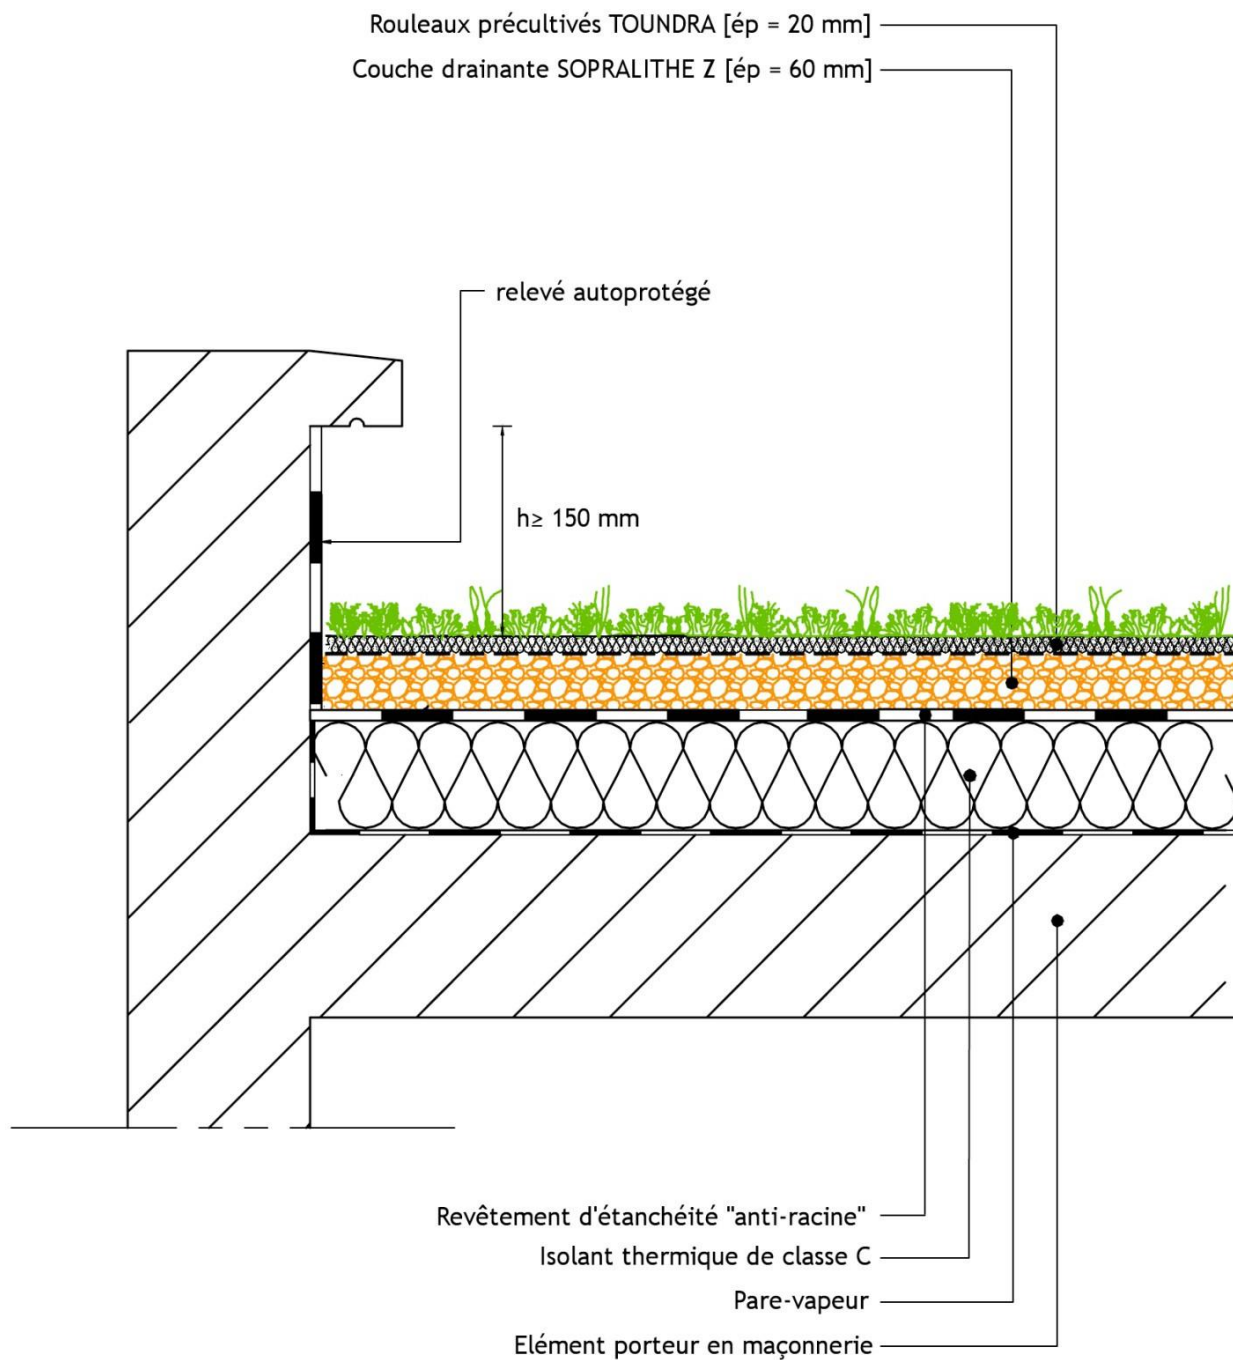 Rouleaux précultivés TOUNDRA [ép = 20 mm]
Couche drainante SOPRALITHE Z [ép = 60 mm]
relevé autoprotégé
h≥ 150 mm
Revêtement d'étanchéité "anti-racine"
Isolant thermique de classe C
Pare-vapeur
Elément porteur en maçonnerie